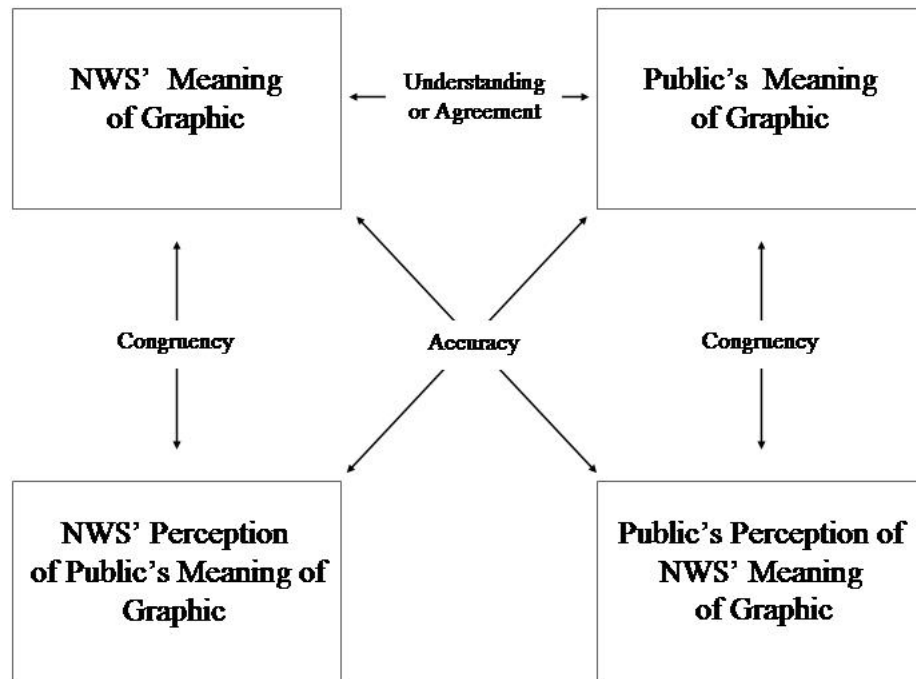 NWS' Meaning
of Graphic
Understanding
or Agreement
Public's Meaning
of Graphic
Congruency
Accuracy
Congruency
NWS' Perception
of Public's Meaning of
Graphic
Public's Perception of
NWS' Meaning
of Graphic